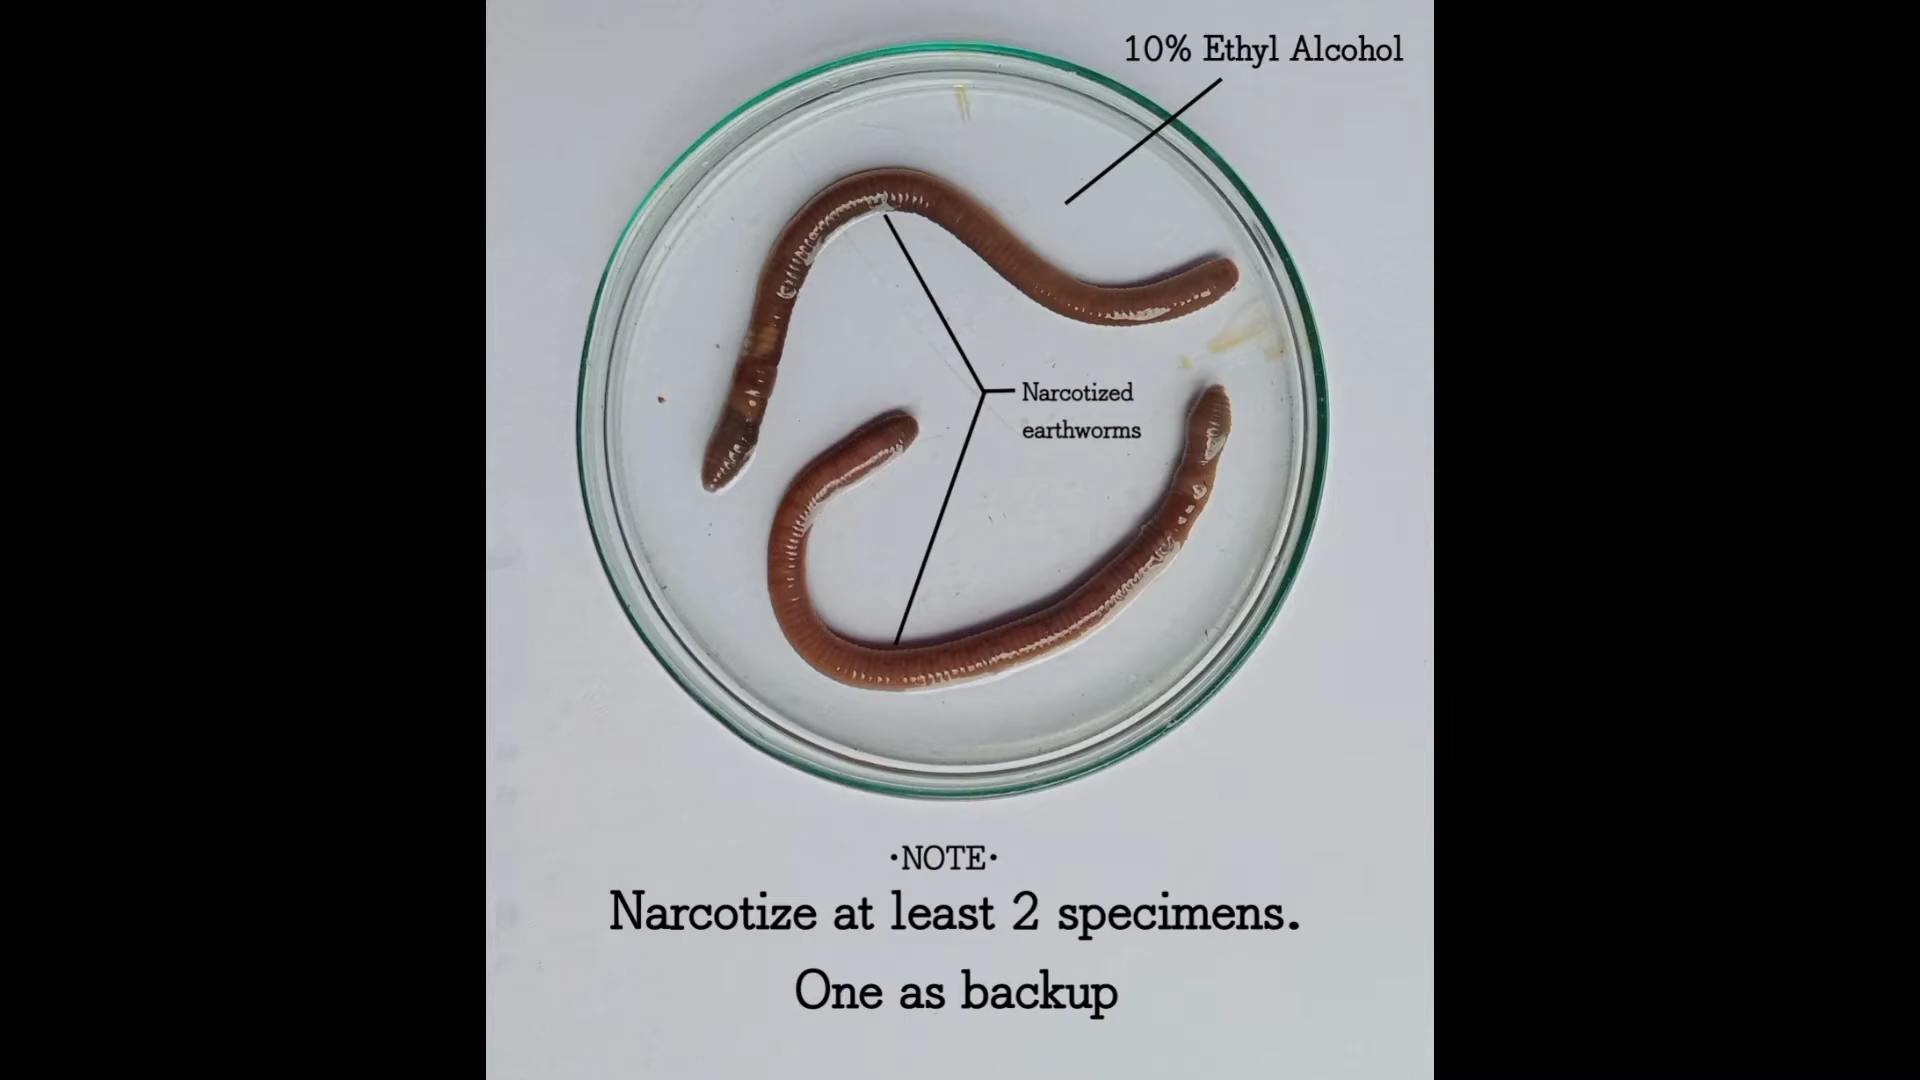 10% Ethyl Alcohol
Narcotized
earthworms
·NOTE·
Narcotize at least 2 specimens.
One as backup